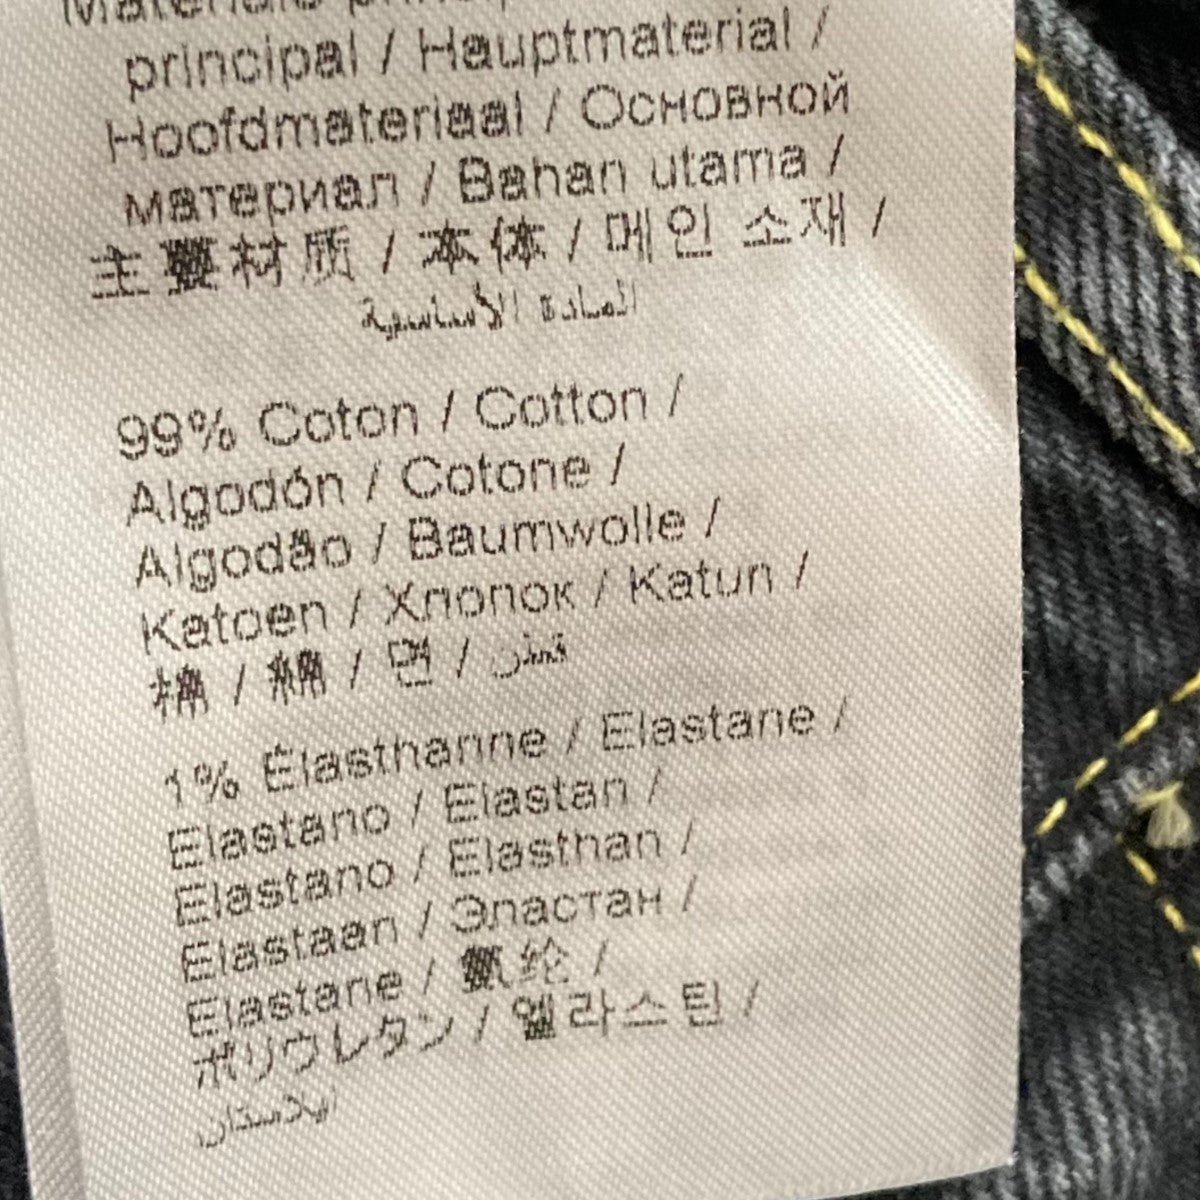 principal / Hauptmaterial /
Hoofdmateriaal / Основной
материал / Bahan utama /
主要材质 / 本体 / 메인 소재 /
المادة الأساسية
99% Coton / Cotton /
Algodón / Cotone /
Algodão / Baumwolle /
Katoen / Хлопок / Katun /
棉 / 綿 / 면 / قطن
1% Élasthanne / Elastane /
Elastano / Elastan /
Elastano / Elasthan /
Elastaan / Эластан /
Elastane / 氨纶 /
ポリウレタン / 엘라스틴 /
إيلاستان